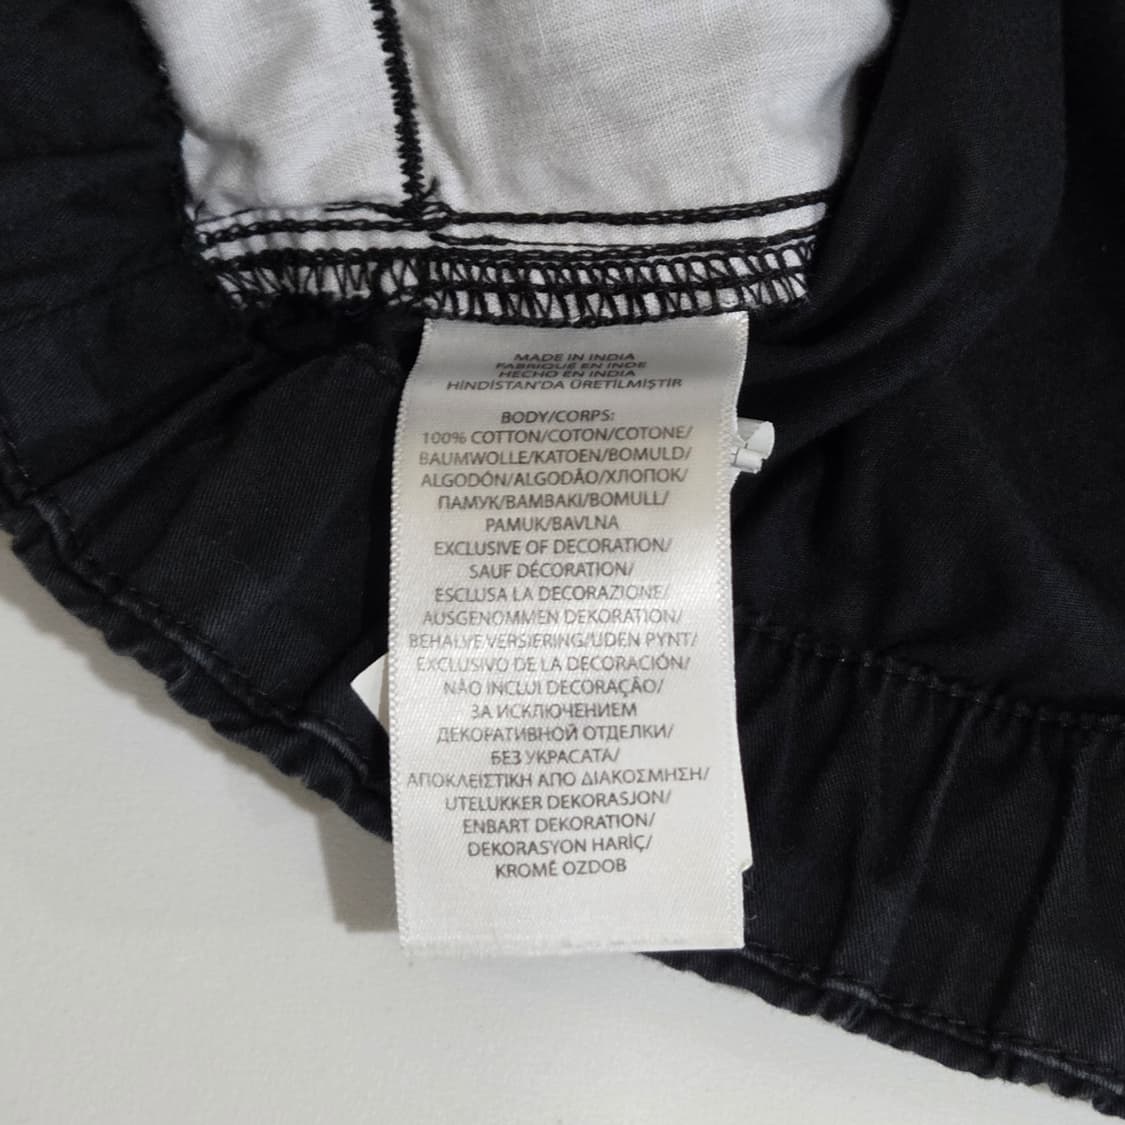 MADE IN INDIA
FABRIQUÉ EN INDE
HECHO EN INDIA
HİNDİSTAN'DA ÜRETİLMİŞTİR
BODY/CORPS:
100% COTTON/COTON/COTONE/
BAUMWOLLE/KATOEN/BOMULD/
ALGODÓN/ALGODÃO/ХЛОПОК/
ПАМУК/ΒΑΜΒΑΚΙ/BOMULL/
PAMUK/BAVLNA
EXCLUSIVE OF DECORATION/
SAUF DÉCORATION/
ESCLUSA LA DECORAZIONE/
AUSGENOMMEN DEKORATION/
BEHALVE VERSIERING/UDEN PYNT/
EXCLUSIVO DE LA DECORACIÓN/
NÃO INCLUI DECORAÇÃO/
ЗА ИСКЛЮЧЕНИЕМ
ДЕКОРАТИВНОЙ ОТДЕЛКИ/
БЕЗ УКРАСАТА/
ΑΠΟΚΛΕΙΣΤΙΚΗ ΑΠΟ ΔΙΑΚΟΣΜΗΣΗ/
UTELUKKER DEKORASJON/
ENBART DEKORATION/
DEKORASYON HARİÇ/
KROMĚ OZDOB